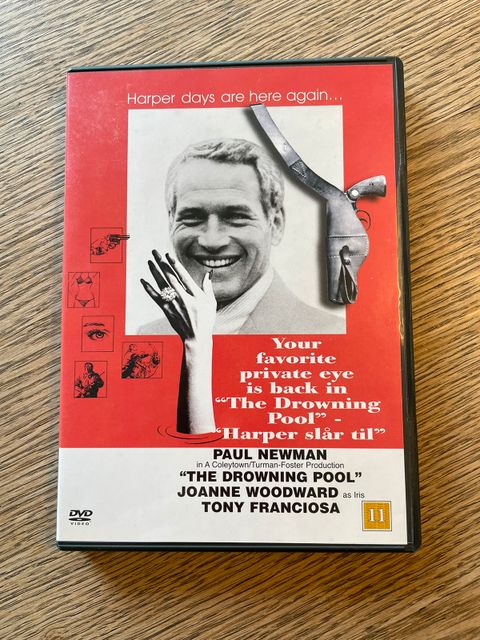 Harper days are here again...
Your
favorite
private eye
is back in
“The Drowning
Pool” -
“Harper slår til”
PAUL NEWMAN
in A Coleytown/Turman-Foster Production
“THE DROWNING POOL”
JOANNE WOODWARD as Iris
TONY FRANCIOSA
DVD
VIDEO
11